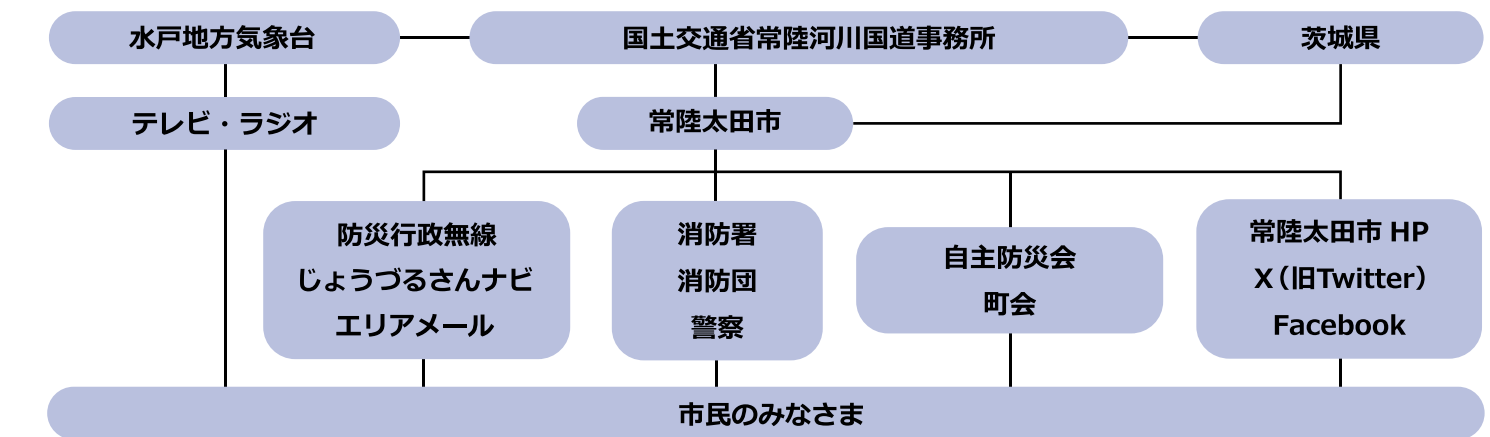 水戸地方気象台
国土交通省常陸河川国道事務所
茨城県
テレビ・ラジオ
常陸太田市
防災行政無線
じょうづるさんナビ
エリアメール
消防署
消防団
警察
自主防災会
町会
常陸太田市 HP
X（旧Twitter）
Facebook
市民のみなさま